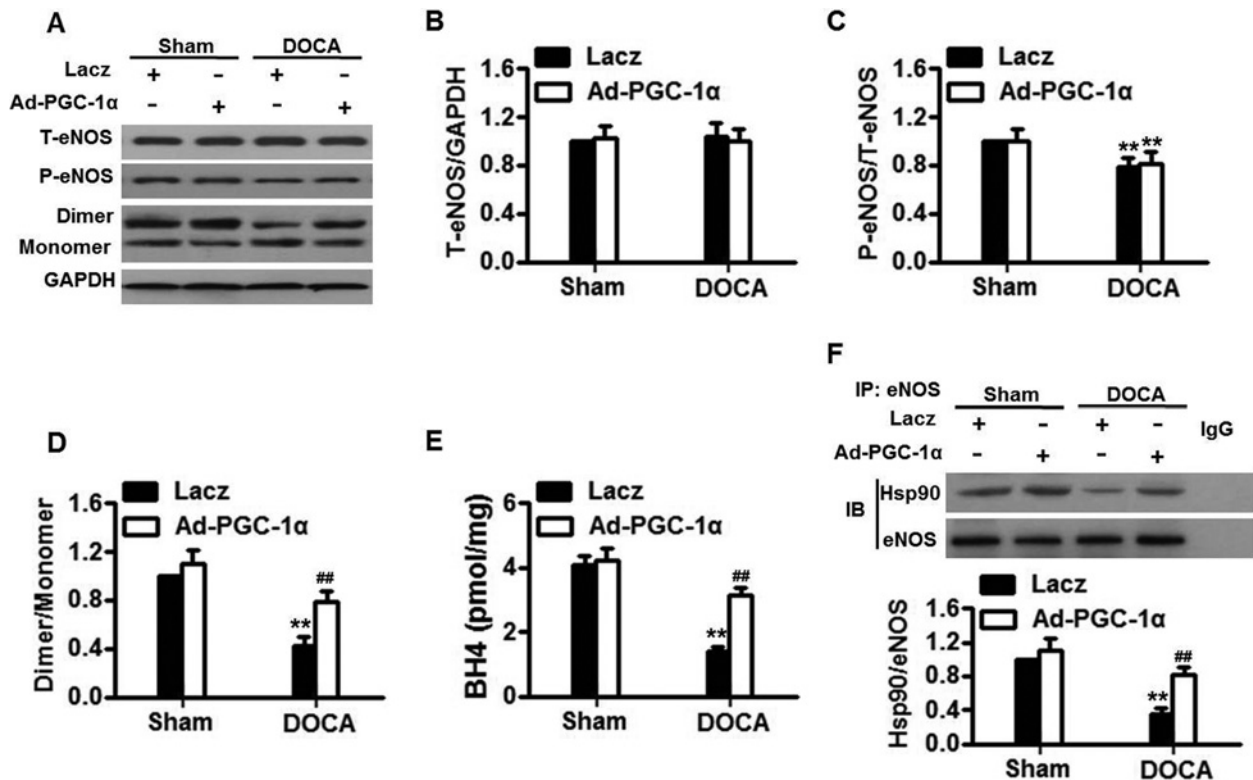 A
Sham DOCA
Lacz + - + -
Ad-PGC-1α - + - +
T-eNOS
P-eNOS
Dimer
Monomer
GAPDH
B
Lacz
Ad-PGC-1α
T-eNOS/GAPDH
1.6
1.2
0.8
0.4
0.0
Sham DOCA
C
Lacz
Ad-PGC-1α
P-eNOS/T-eNOS
1.6
1.2
0.8
0.4
0.0
** **
Sham DOCA
D
Lacz
Ad-PGC-1α
Dimer/Monomer
1.6
1.2
0.8
0.4
0.0
** ##
Sham DOCA
E
Lacz
Ad-PGC-1α
BH4 (pmol/mg)
6
4
2
0
** ##
Sham DOCA
F
IP: eNOS Sham DOCA
Lacz + - + - IgG
Ad-PGC-1α - + - +
IB
Hsp90
eNOS
Lacz
Ad-PGC-1α
Hsp90/eNOS
1.6
1.2
0.8
0.4
0.0
** ##
Sham DOCA